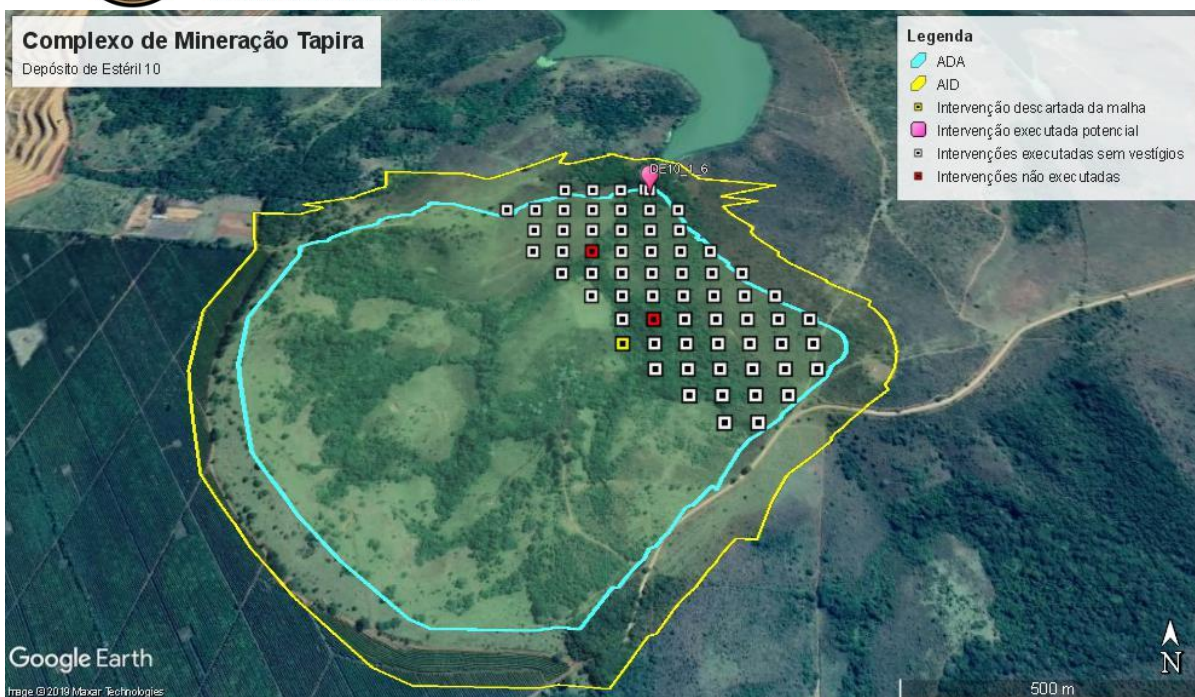 Complexo de Mineração Tapira
Depósito de Estéril 10
Legenda
ADA
AID
Intervenção descartada da malha
Intervenção executada potencial
Intervenções executadas sem vestígios
Intervenções não executadas
DE10_1_6
Google Earth
Image © 2019 Maxar Technologies
N
500 m